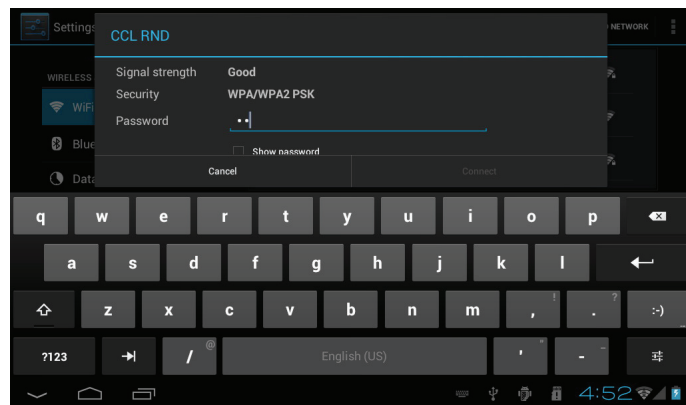 Settings
CCL RND
NETWORK
Signal strength Good
WIRELESS
Security WPA/WPA2 PSK
WiFi
Password ••
Blue
Show password
Data
Cancel Connect
q w e r t y u i o p
a s d f g h j k l
z x c v b n m , ! . ? :-)
?123 / @ English (US) ' " - _
4:52